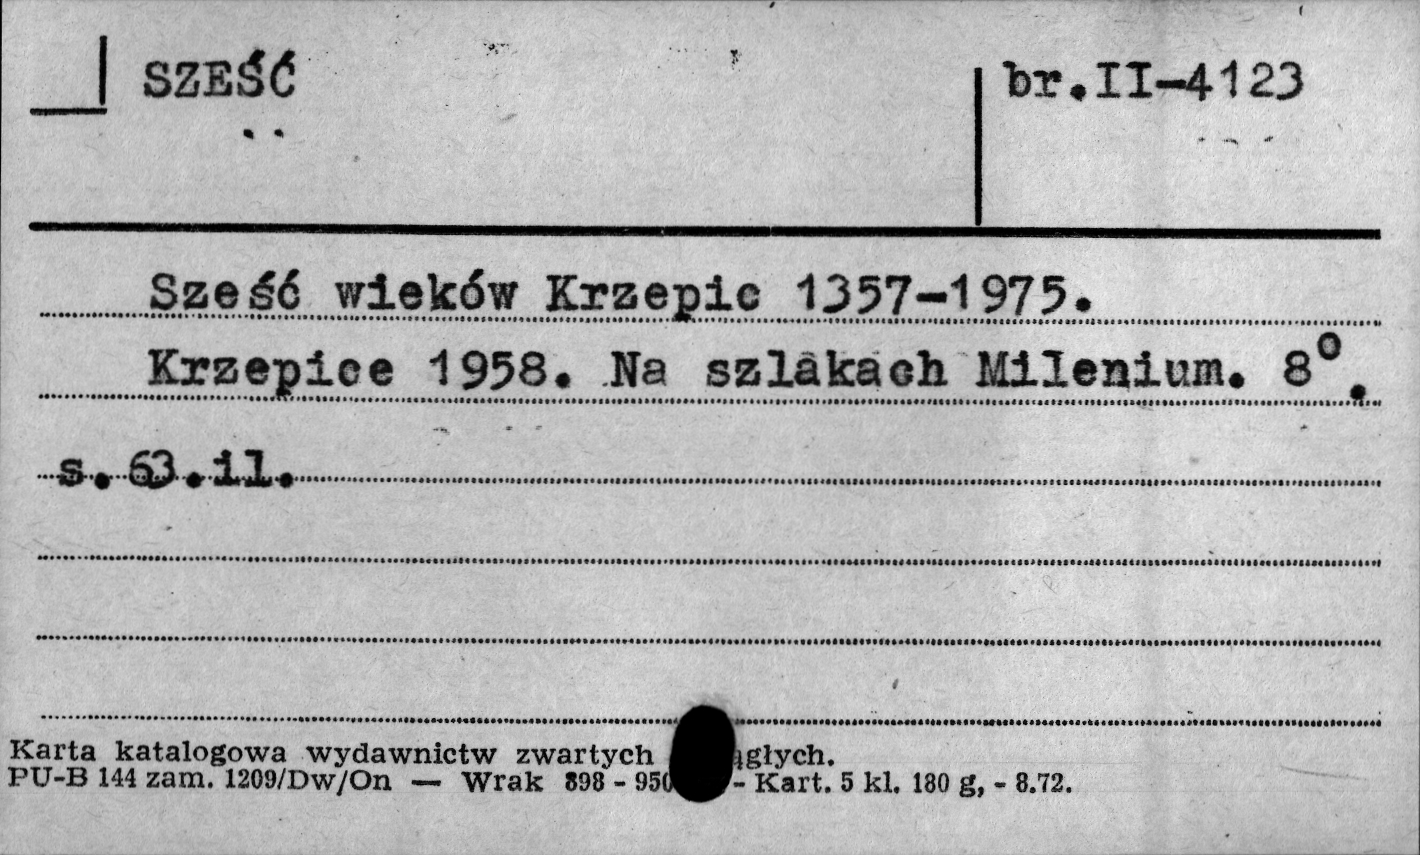 SZEŚĆ
br.II-4123
Sześć wieków Krzepic 1357-1975.
Krzepice 1958. Na szlakach Milenium. 8°.
s.63.il.
Karta katalogowa wydawnictw zwartych ągłych.
PU-B 144 zam. 1209/Dw/On — Wrak 898 - 950 - Kart. 5 kl. 180 g, - 8.72.